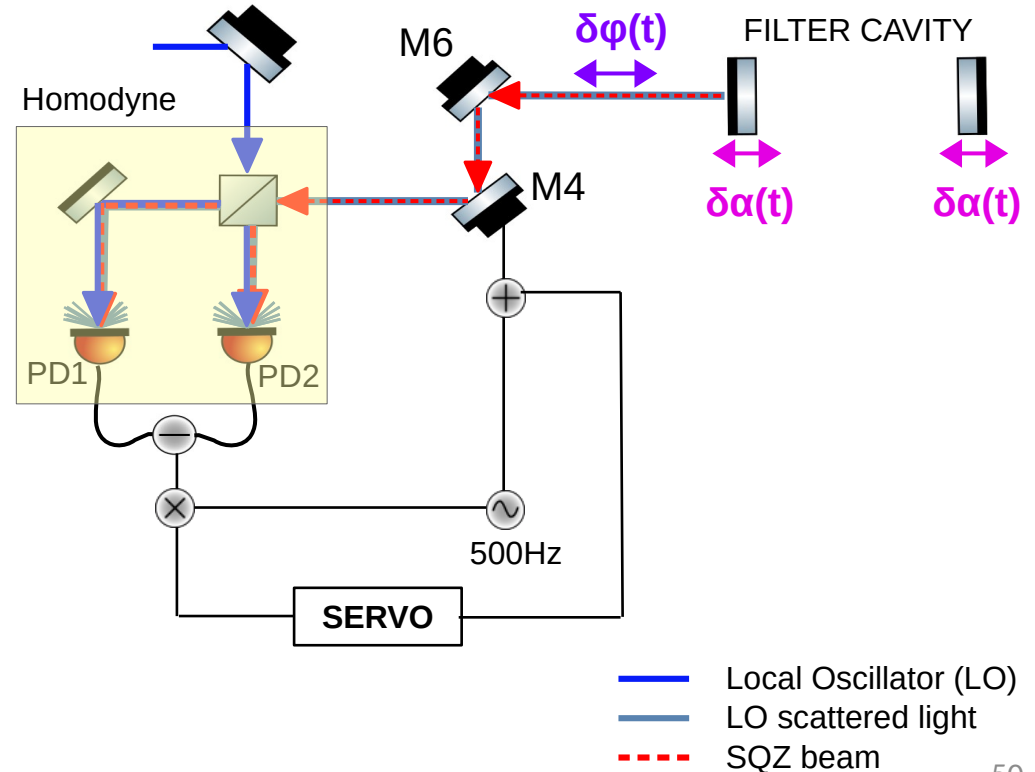 M6
δφ(t)
FILTER CAVITY
Homodyne
M4
δα(t)
δα(t)
+
PD1
PD2
−
×
500Hz
SERVO
Local Oscillator (LO)
LO scattered light
SQZ beam